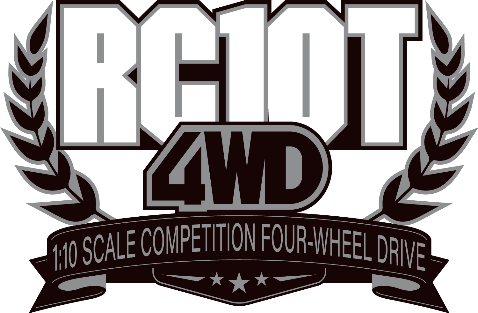 RC10T
4WD
1:10 SCALE COMPETITION FOUR-WHEEL DRIVE